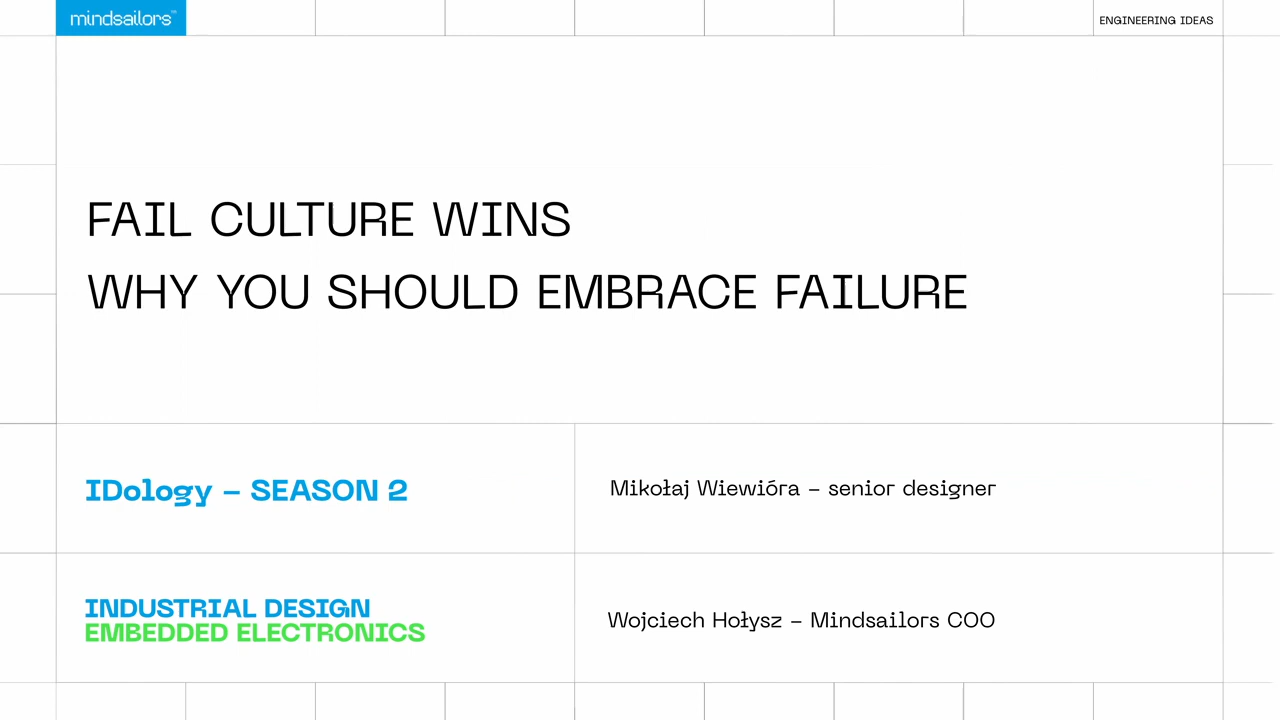 mindsailors™
ENGINEERING IDEAS
FAIL CULTURE WINS
WHY YOU SHOULD EMBRACE FAILURE
IDology – SEASON 2
Mikołaj Wiewióra – senior designer
INDUSTRIAL DESIGN
EMBEDDED ELECTRONICS
Wojciech Hołysz – Mindsailors COO